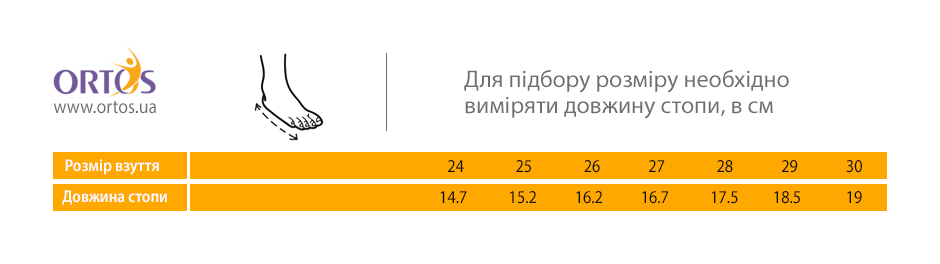 ORTOS
www.ortos.ua
Для підбору розміру необхідно
виміряти довжину стопи, в см
Розмір взуття 24 25 26 27 28 29 30
Довжина стопи 14.7 15.2 16.2 16.7 17.5 18.5 19